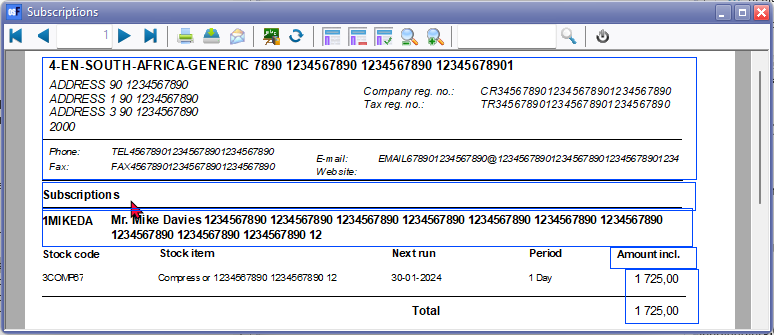 Subscriptions
1
4-EN-SOUTH-AFRICA-GENERIC 7890 1234567890 1234567890 12345678901
ADDRESS 90 1234567890
ADDRESS 1 90 1234567890
ADDRESS 3 90 1234567890
2000
Company reg. no.: CR3456789012345678901234567890
Tax reg. no.: TR3456789012345678901234567890
Phone: TEL456789012345678901234567890
Fax: FAX456789012345678901234567890
E-mail: EMAIL678901234567890@1234567890123456789012345678901234
Website:
Subscriptions
1MIKEDA Mr. Mike Davies 1234567890 1234567890 1234567890 1234567890 1234567890 1234567890
1234567890 1234567890 1234567890 12
Stock code Stock item Next run Period Amount incl.
3COMP67 Compressor 1234567890 1234567890 12 30-01-2024 1 Day 1 725,00
Total 1 725,00